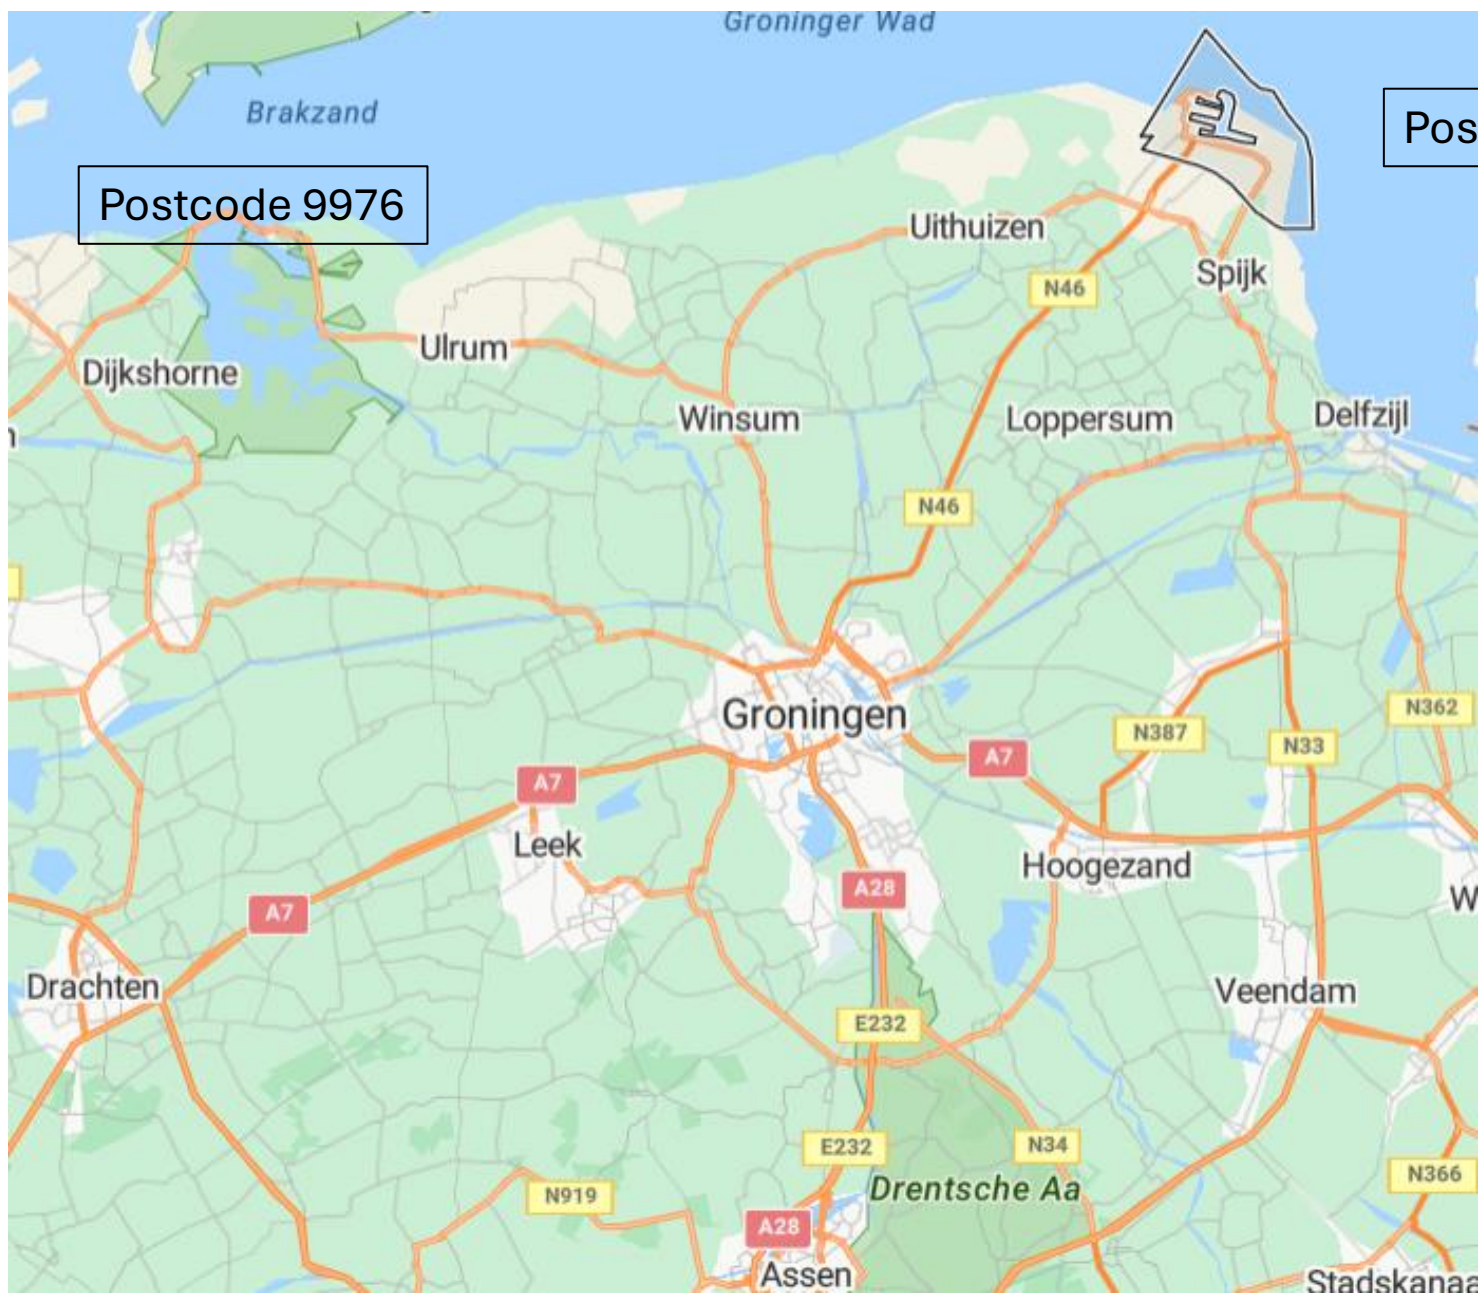 Groninger Wad
Brakzand
Pos
Postcode 9976
Uithuizen
Spijk
N46
Ulrum
Dijkshorne
Winsum
Loppersum
Delfzijl
N46
Groningen
N362
N387
N33
A7
A7
Leek
Hoogezand
A28
W
A7
Drachten
Veendam
E232
E232
N34
N366
Drentsche Aa
N919
A28
Assen
Stadskanaa